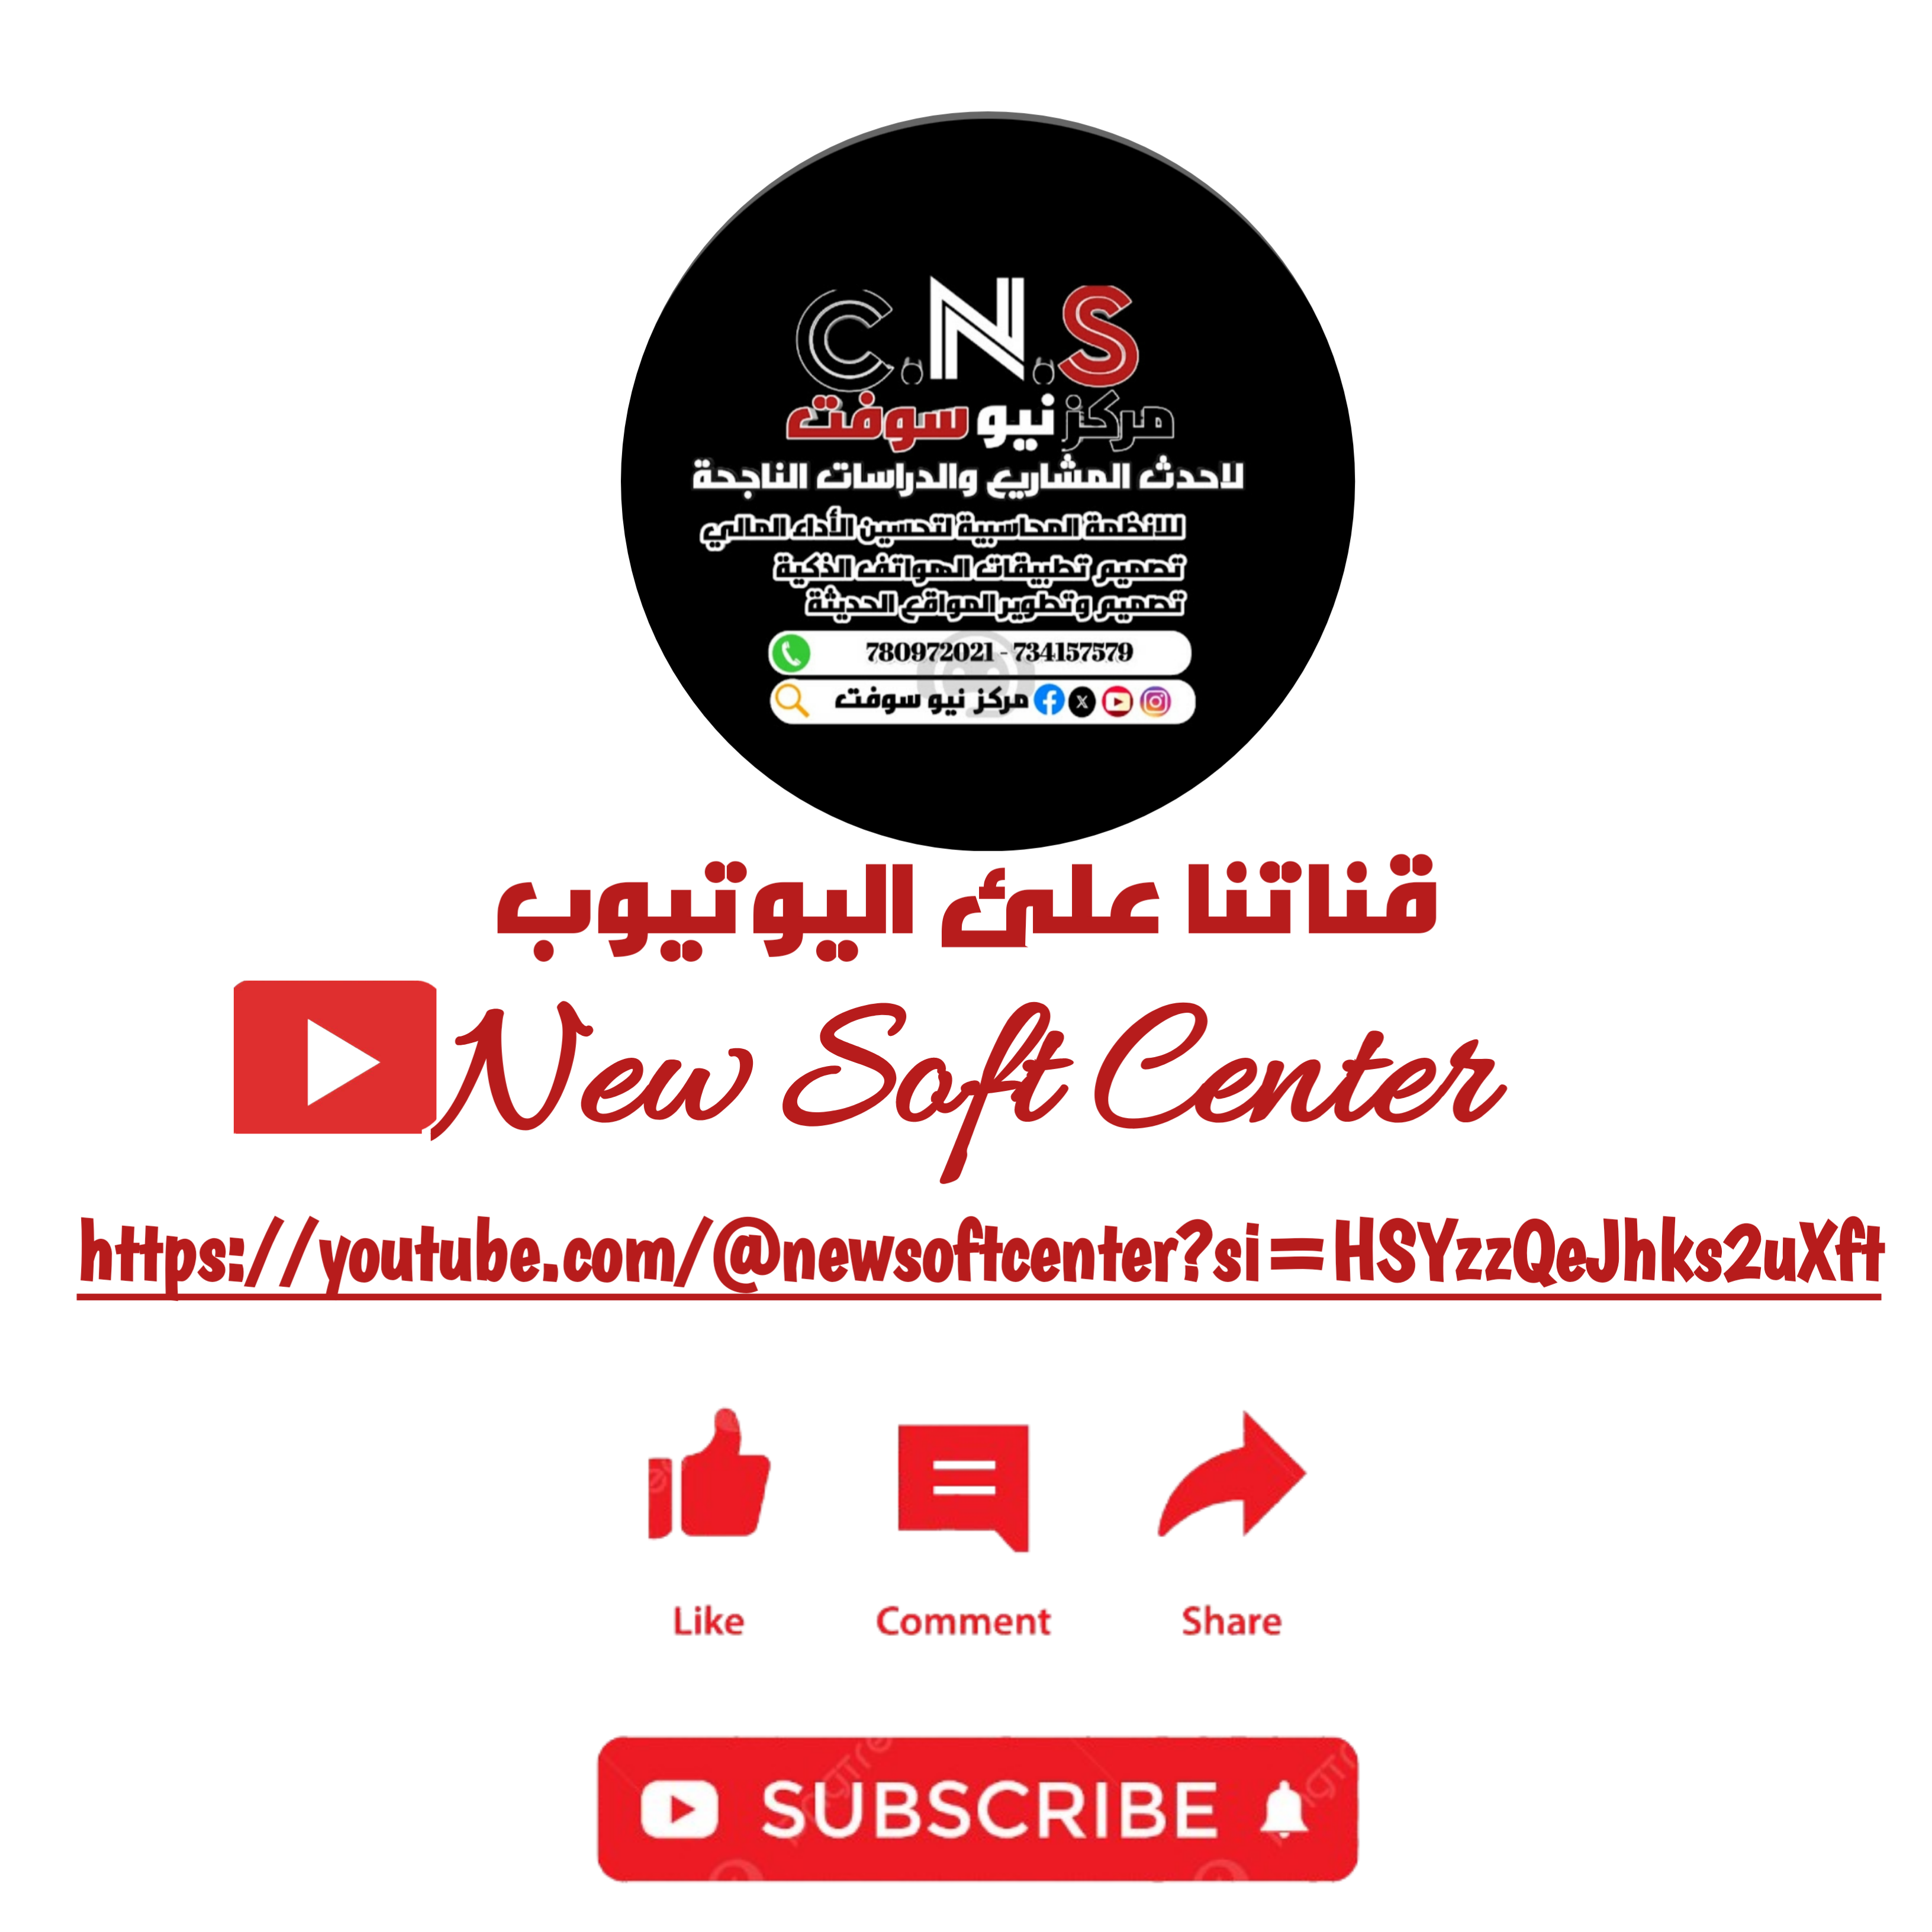 C.N.S
مركز نيو سوفت
لاحدث المشاريع والدراسات الناجحة
للانظمة المحاسبية لتحسين الأداء المالي
تصميم تطبيقات الهواتف الذكية
تصميم وتطوير المواقع الحديثة
780972021 - 734157579
مركز نيو سوفت
قناتنا علئ اليوتيوب
New Soft Center
https://youtube.com/@newsoftcenter?si=HSYzzQeJhks2uXft
Like Comment Share
SUBSCRIBE